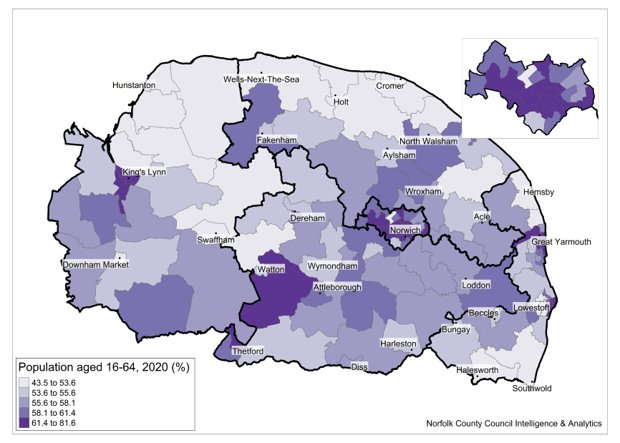 Wells-Next-The-Sea
Hunstanton
Cromer
Holt
Fakenham
North Walsham
Aylsham
King's Lynn
Wroxham
Hemsby
Dereham
Acle
Norwich
Swaffham
Great Yarmouth
Downham Market
Watton
Wymondham
Attleborough
Loddon
Lowestoft
Beccles
Bungay
Thetford
Harleston
Diss
Halesworth
Southwold
Population aged 16-64, 2020 (%)
43.5 to 53.6
53.6 to 55.6
55.6 to 58.1
58.1 to 61.4
61.4 to 81.6
Norfolk County Council Intelligence & Analytics